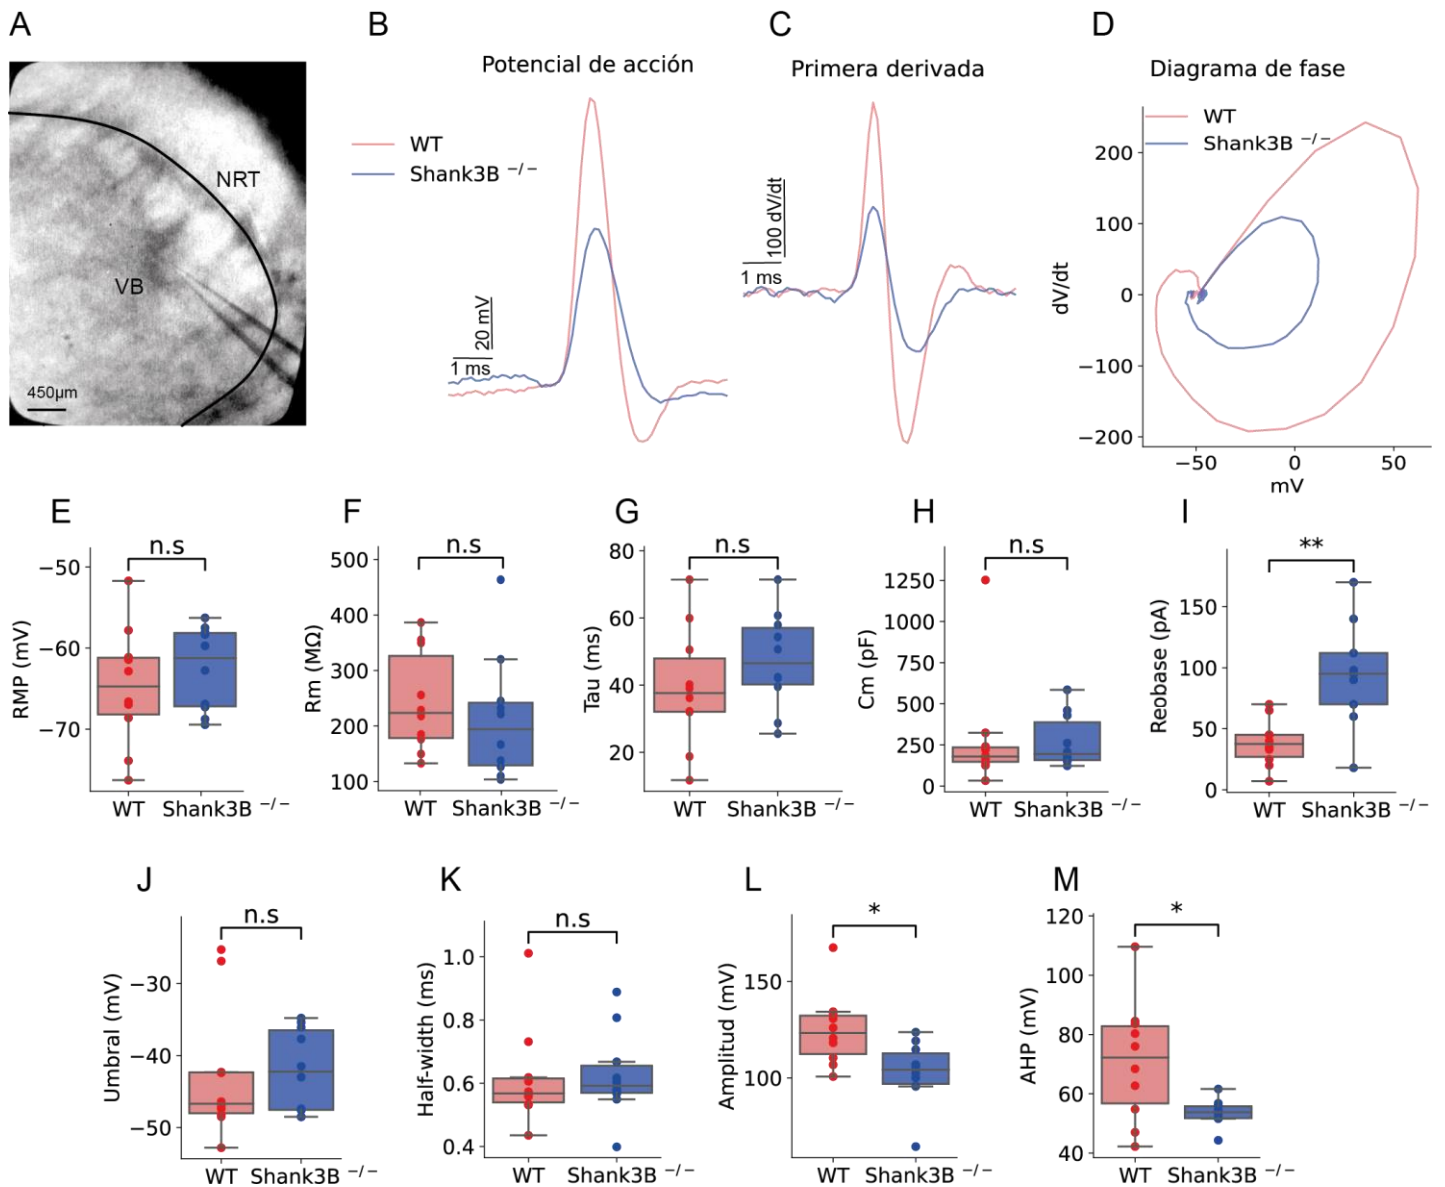 A
B
C
D
Potencial de acción
Primera derivada
Diagrama de fase
WT
Shank3B −/−
WT
Shank3B −/−
NRT
VB
450µm
20 mV
1 ms
100 dV/dt
1 ms
dV/dt
200
100
0
−100
−200
−50
0
50
mV
E
F
G
H
I
n.s
RMP (mV)
−50
−60
−70
WT
Shank3B −/−
n.s
Rm (MΩ)
500
400
300
200
100
WT
Shank3B −/−
n.s
Tau (ms)
80
60
40
20
WT
Shank3B −/−
n.s
Cm (pF)
1250
1000
750
500
250
0
WT
Shank3B −/−
**
Reobase (pA)
150
100
50
0
WT
Shank3B −/−
J
K
L
M
n.s
Umbral (mV)
−30
−40
−50
WT
Shank3B −/−
n.s
Half-width (ms)
1.0
0.8
0.6
0.4
WT
Shank3B −/−
*
Amplitud (mV)
150
100
WT
Shank3B −/−
*
AHP (mV)
120
100
80
60
40
WT
Shank3B −/−